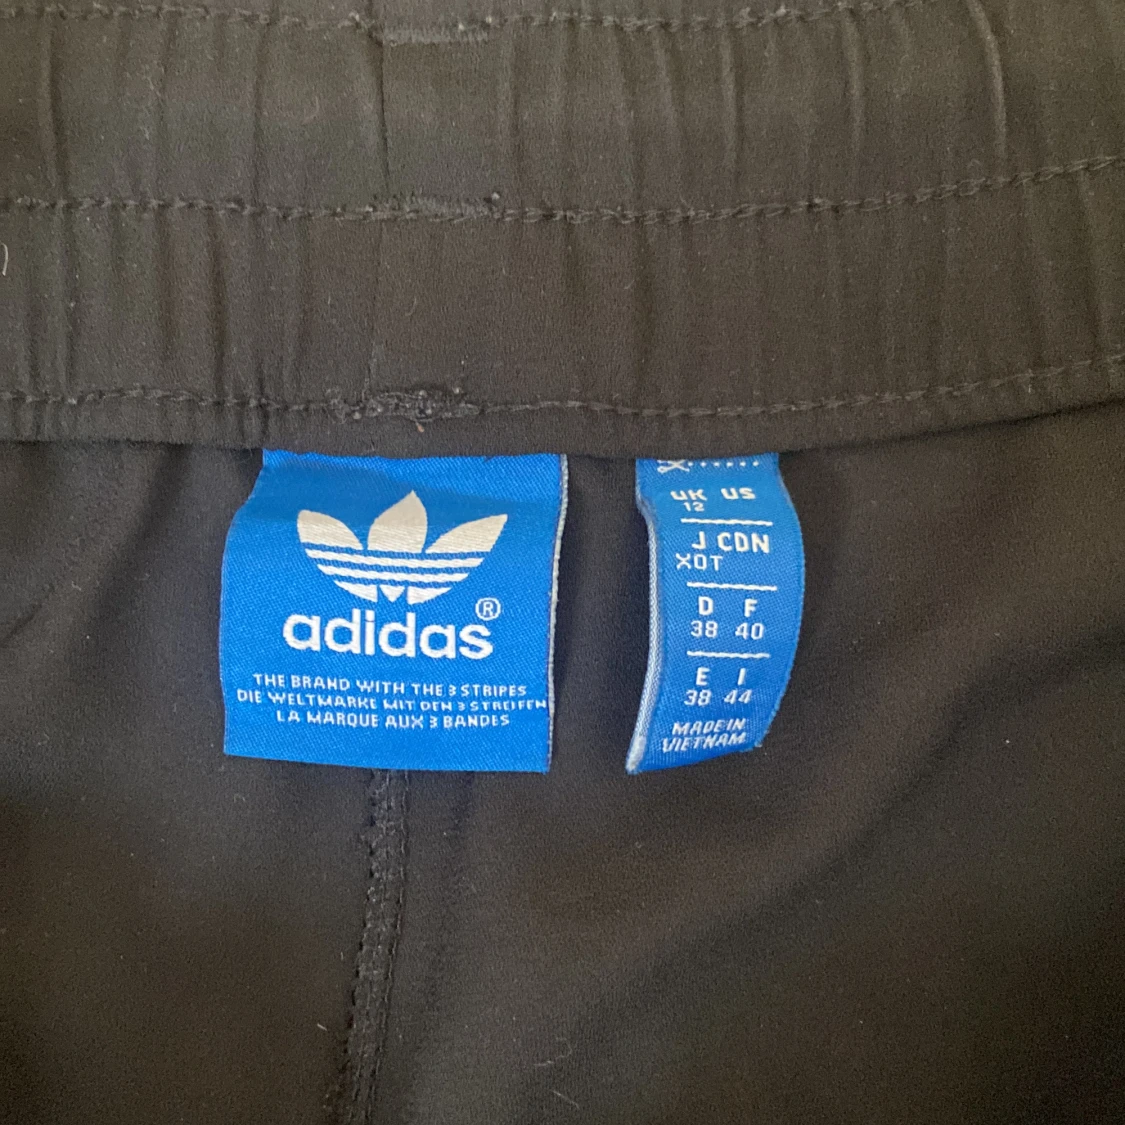 adidas®
THE BRAND WITH THE 3 STRIPES
DIE WELTMARKE MIT DEN 3 STREIFEN
LA MARQUE AUX 3 BANDES
UK US
12
J CDN
XOT
D F
38 40
E I
38 44
MADE IN
VIETNAM